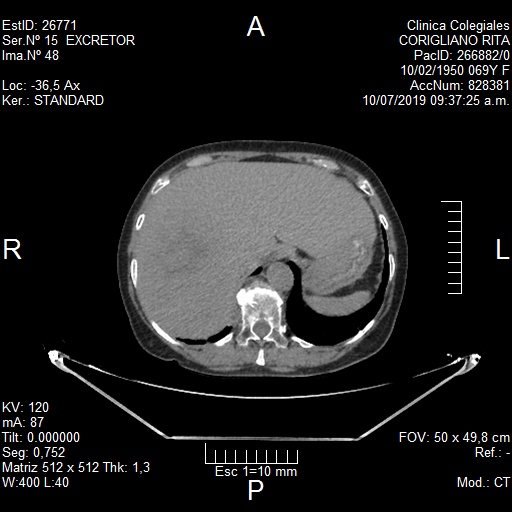 EstID: 26771
Ser.Nº 15 EXCRETOR
Ima.Nº 48
Loc: -36,5 Ax
Ker.: STANDARD
A
Clinica Colegiales
CORIGLIANO RITA
PacID: 266882/0
10/02/1950 069Y F
AccNum: 828381
10/07/2019 09:37:25 a.m.
R
L
KV: 120
mA: 87
Tilt: 0.000000
Seg: 0,752
Matriz 512 x 512 Thk: 1,3
W:400 L:40
Esc 1=10 mm
P
FOV: 50 x 49,8 cm
Ref.: -
Mod.: CT